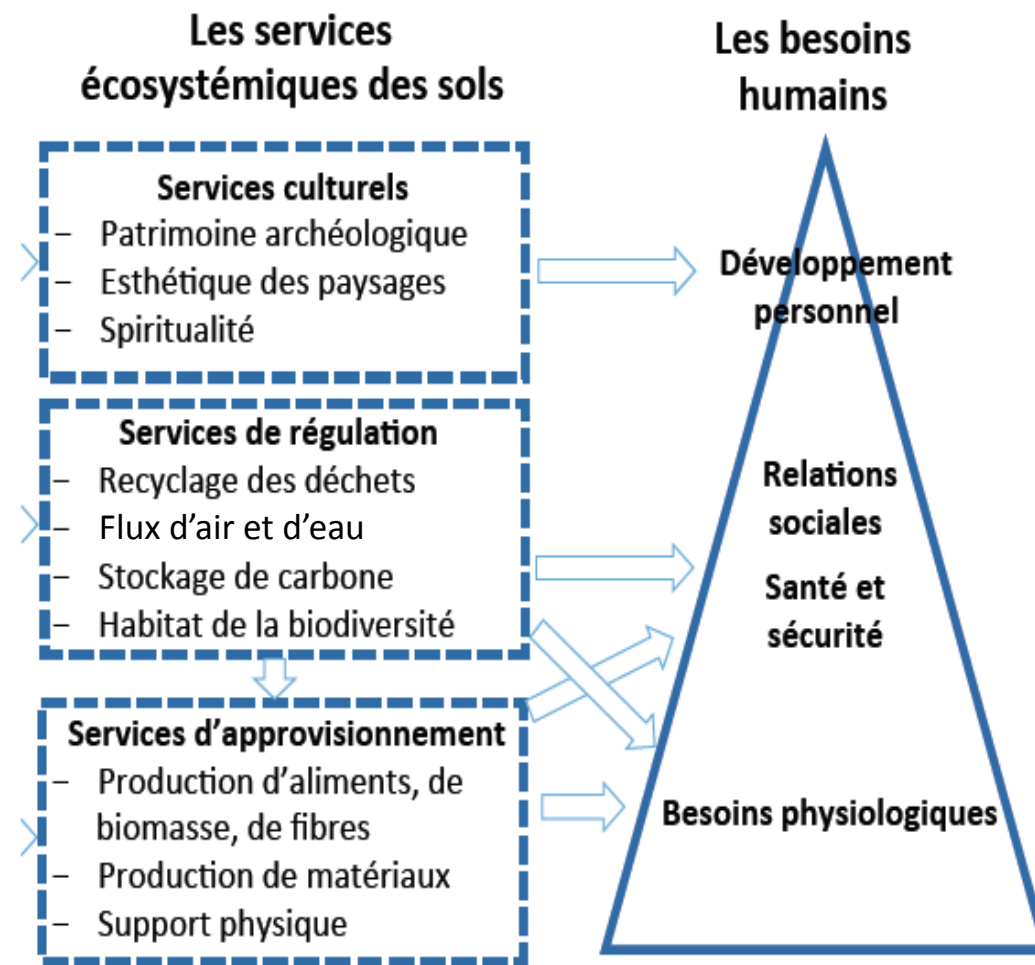 Les services
écosystémiques des sols
Services culturels
– Patrimoine archéologique
– Esthétique des paysages
– Spiritualité
Services de régulation
– Recyclage des déchets
– Flux d’air et d’eau
– Stockage de carbone
– Habitat de la biodiversité
Services d’approvisionnement
– Production d’aliments, de
biomasse, de fibres
– Production de matériaux
– Support physique
Les besoins
humains
Développement
personnel
Relations
sociales
Santé et
sécurité
Besoins physiologiques